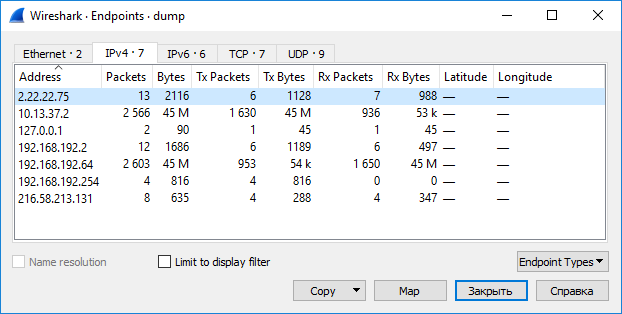 Wireshark · Endpoints · dump
Ethernet · 2 IPv4 · 7 IPv6 · 6 TCP · 7 UDP · 9
Address Packets Bytes Tx Packets Tx Bytes Rx Packets Rx Bytes Latitude Longitude
2.22.22.75 13 2116 6 1128 7 988 — —
10.13.37.2 2 566 45 M 1 630 45 M 936 53 k — —
127.0.0.1 2 90 1 45 1 45 — —
192.168.192.2 12 1686 6 1189 6 497 — —
192.168.192.64 2 603 45 M 953 54 k 1 650 45 M — —
192.168.192.254 4 816 4 816 0 0 — —
216.58.213.131 8 635 4 288 4 347 — —
Name resolution Limit to display filter Endpoint Types
Copy Map Закрыть Справка